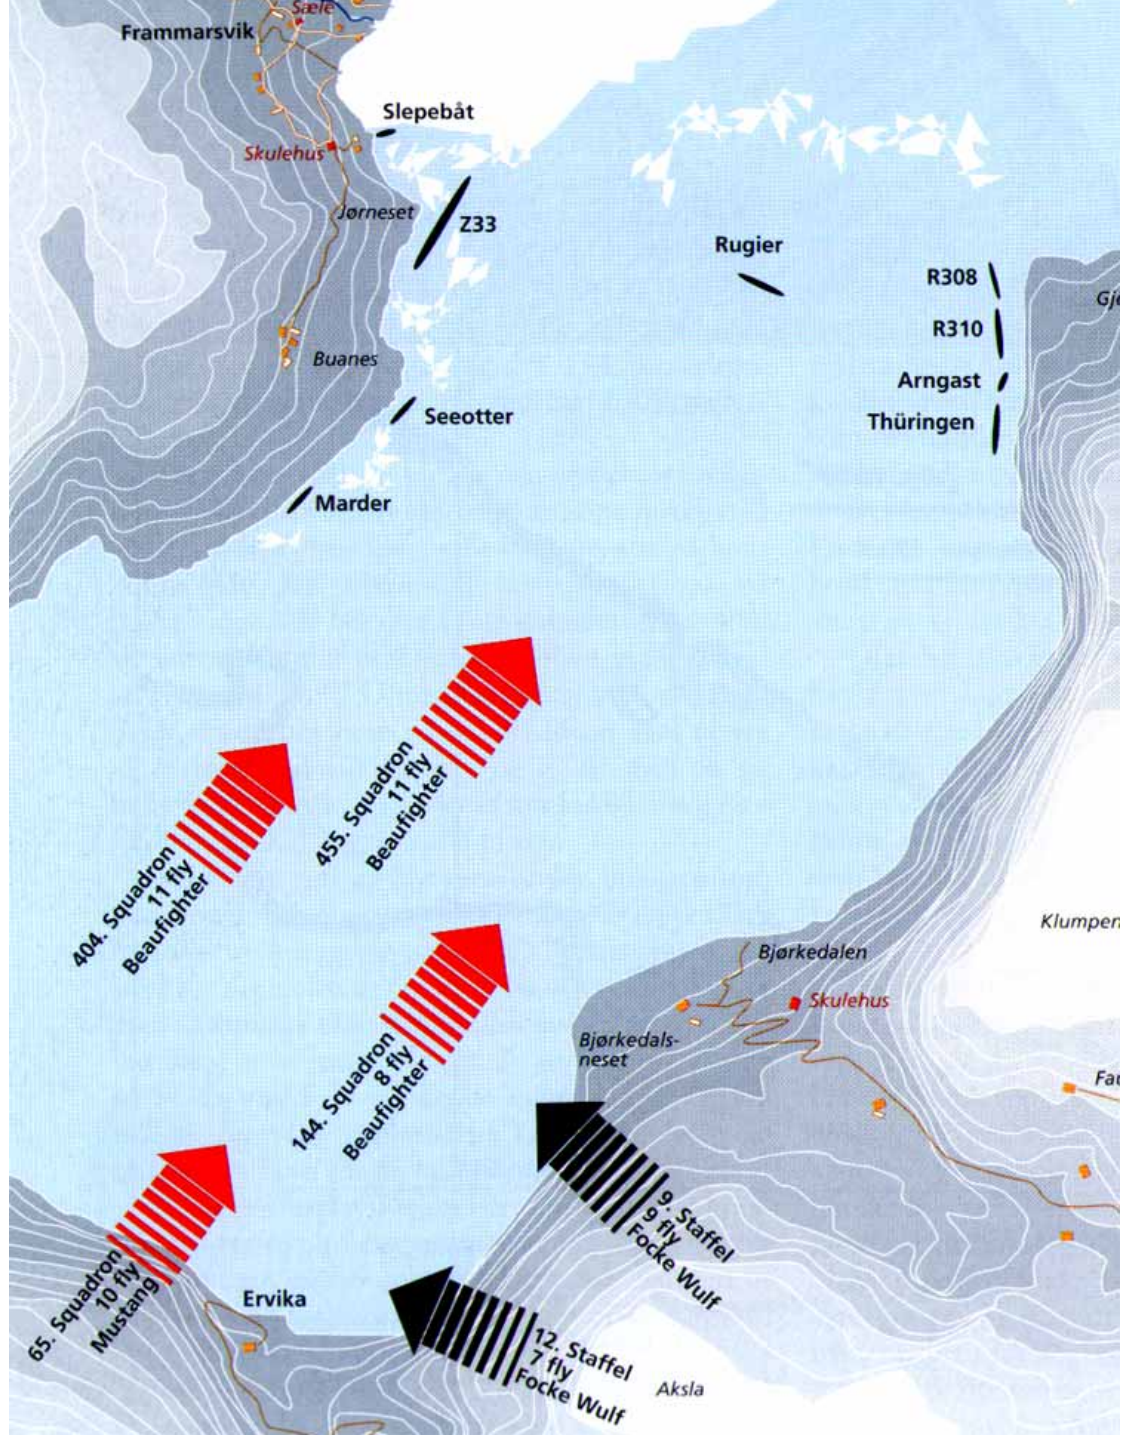 Sæle
Frammarsvik
Slepebåt
Skulehus
Jørneset
Z33
Rugier
R308
Gje
R310
Buanes
Arngast
Seeotter
Thüringen
Marder
455. Squadron
11 fly
Beaufighter
404. Squadron
11 fly
Beaufighter
Klumpen
Bjørkedalen
Skulehus
Bjørkedals-
neset
144. Squadron
8 fly
Beaufighter
Fau
9. Staffel
9 fly
Focke Wulf
65. Squadron
10 fly
Mustang
Ervika
12. Staffel
7 fly
Focke Wulf
Aksla